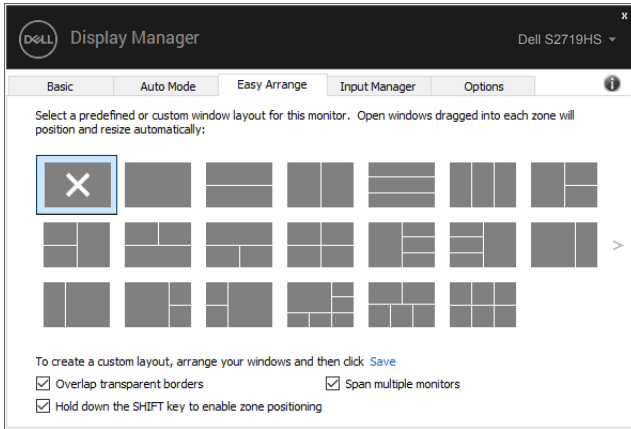 x
DELL Display Manager Dell S2719HS
Basic Auto Mode Easy Arrange Input Manager Options i
Select a predefined or custom window layout for this monitor. Open windows dragged into each zone will
position and resize automatically:
>
To create a custom layout, arrange your windows and then click Save
Overlap transparent borders Span multiple monitors
Hold down the SHIFT key to enable zone positioning